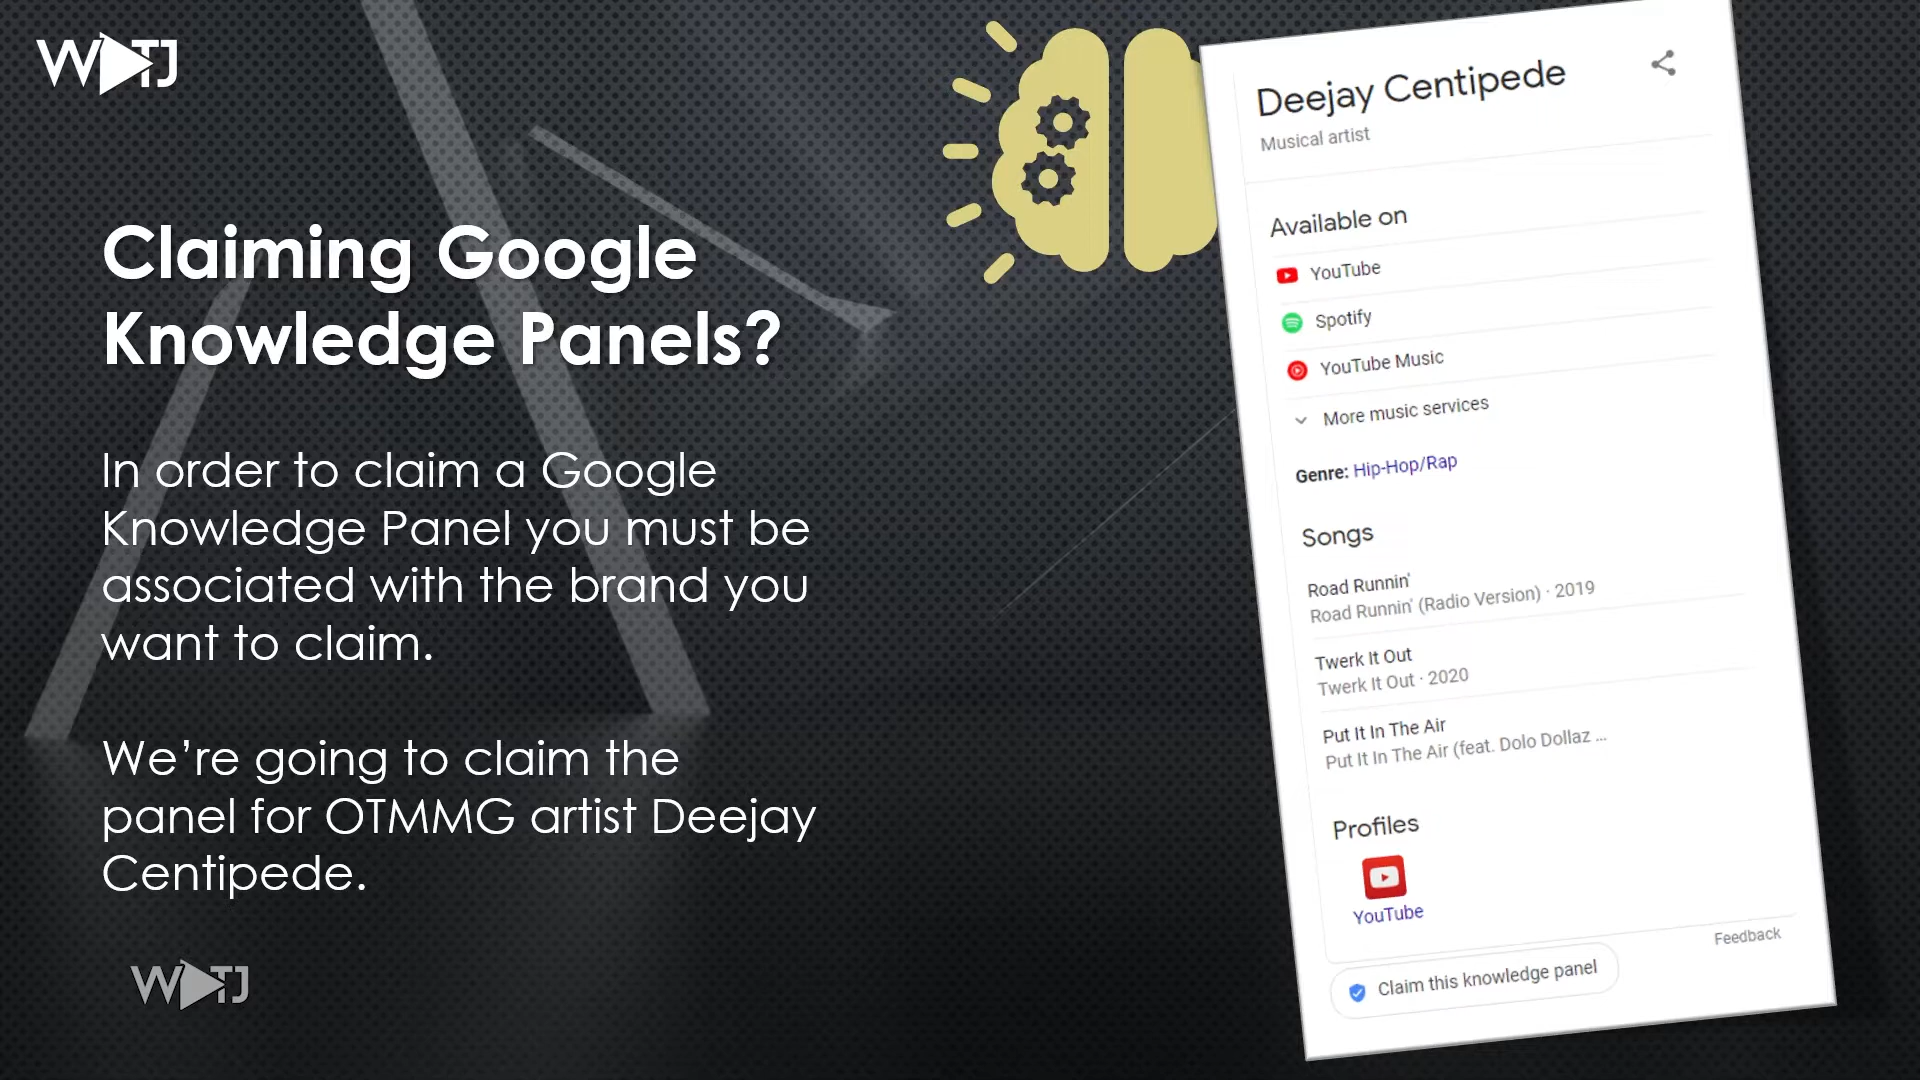 WTJ
Claiming Google
Knowledge Panels?
In order to claim a Google
Knowledge Panel you must be
associated with the brand you
want to claim.
We’re going to claim the
panel for OTMMG artist Deejay
Centipede.
WTJ
Deejay Centipede
Musical artist
Available on
YouTube
Spotify
YouTube Music
More music services
Genre: Hip-Hop/Rap
Songs
Road Runnin'
Road Runnin' (Radio Version) · 2019
Twerk It Out
Twerk It Out · 2020
Put It In The Air
Put It In The Air (feat. Dolo Dollaz ...
Profiles
YouTube
Feedback
Claim this knowledge panel